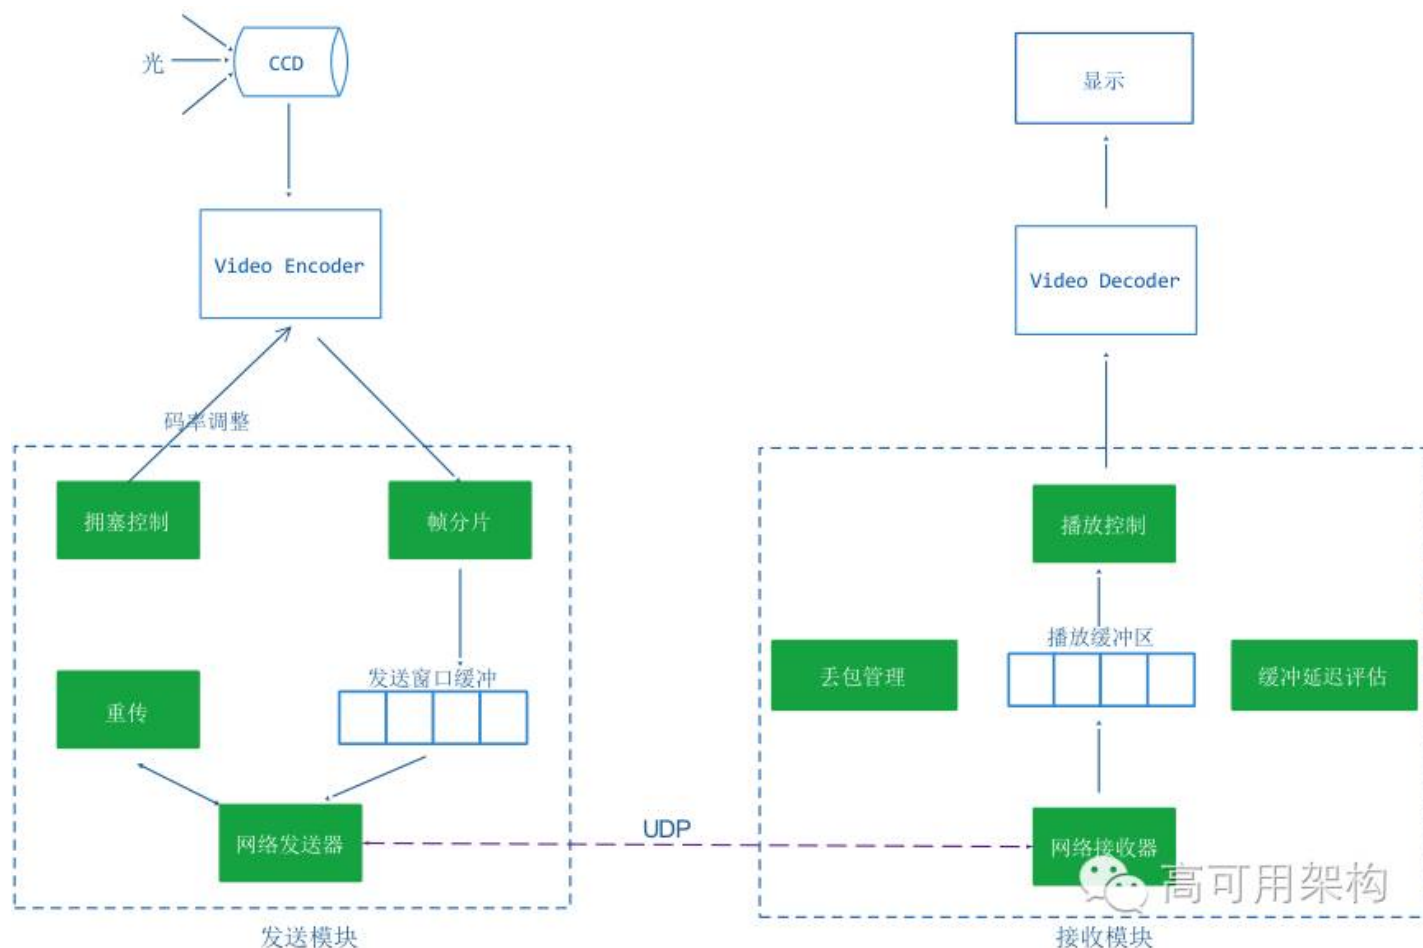 光
CCD
显示
Video Encoder
Video Decoder
码率调整
拥塞控制
帧分片
播放控制
播放缓冲区
发送窗口缓冲
丢包管理
缓冲延迟评估
重传
UDP
网络发送器
网络接收器
高可用架构
发送模块
接收模块